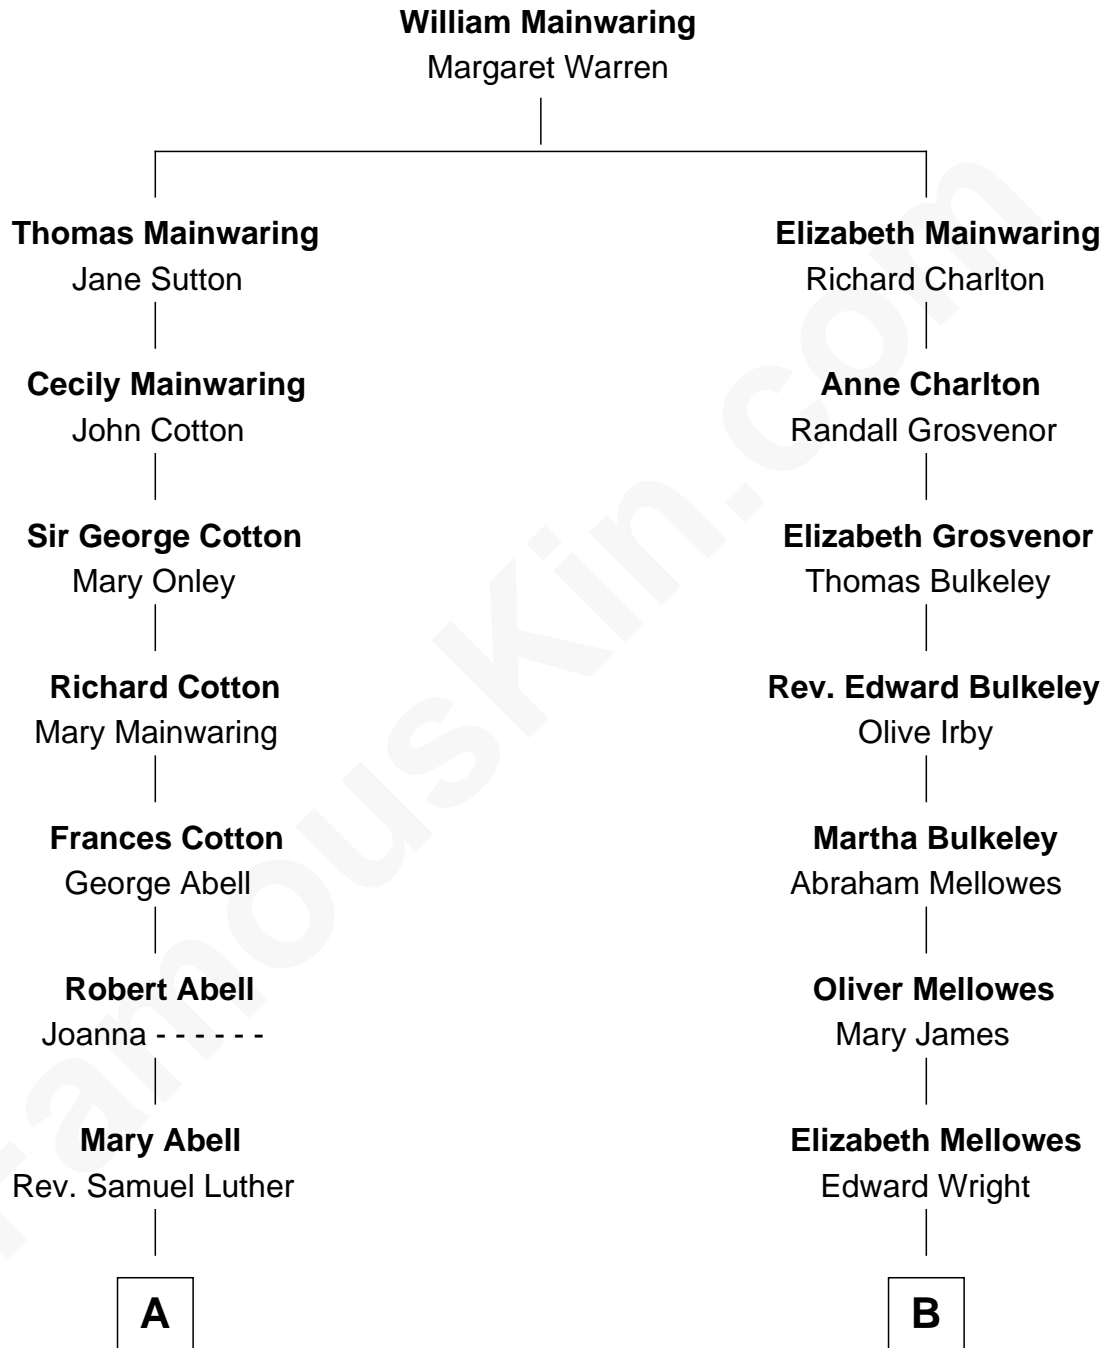 William Mainwaring
Margaret Warren
Thomas Mainwaring
Jane Sutton
Elizabeth Mainwaring
Richard Charlton
Cecily Mainwaring
John Cotton
Anne Charlton
Randall Grosvenor
Sir George Cotton
Mary Onley
Elizabeth Grosvenor
Thomas Bulkeley
Richard Cotton
Mary Mainwaring
Rev. Edward Bulkeley
Olive Irby
Frances Cotton
George Abell
Martha Bulkeley
Abraham Mellowes
Robert Abell
Joanna - - - - - -
Oliver Mellowes
Mary James
Mary Abell
Rev. Samuel Luther
Elizabeth Mellowes
Edward Wright
A
B
FamousKin.com